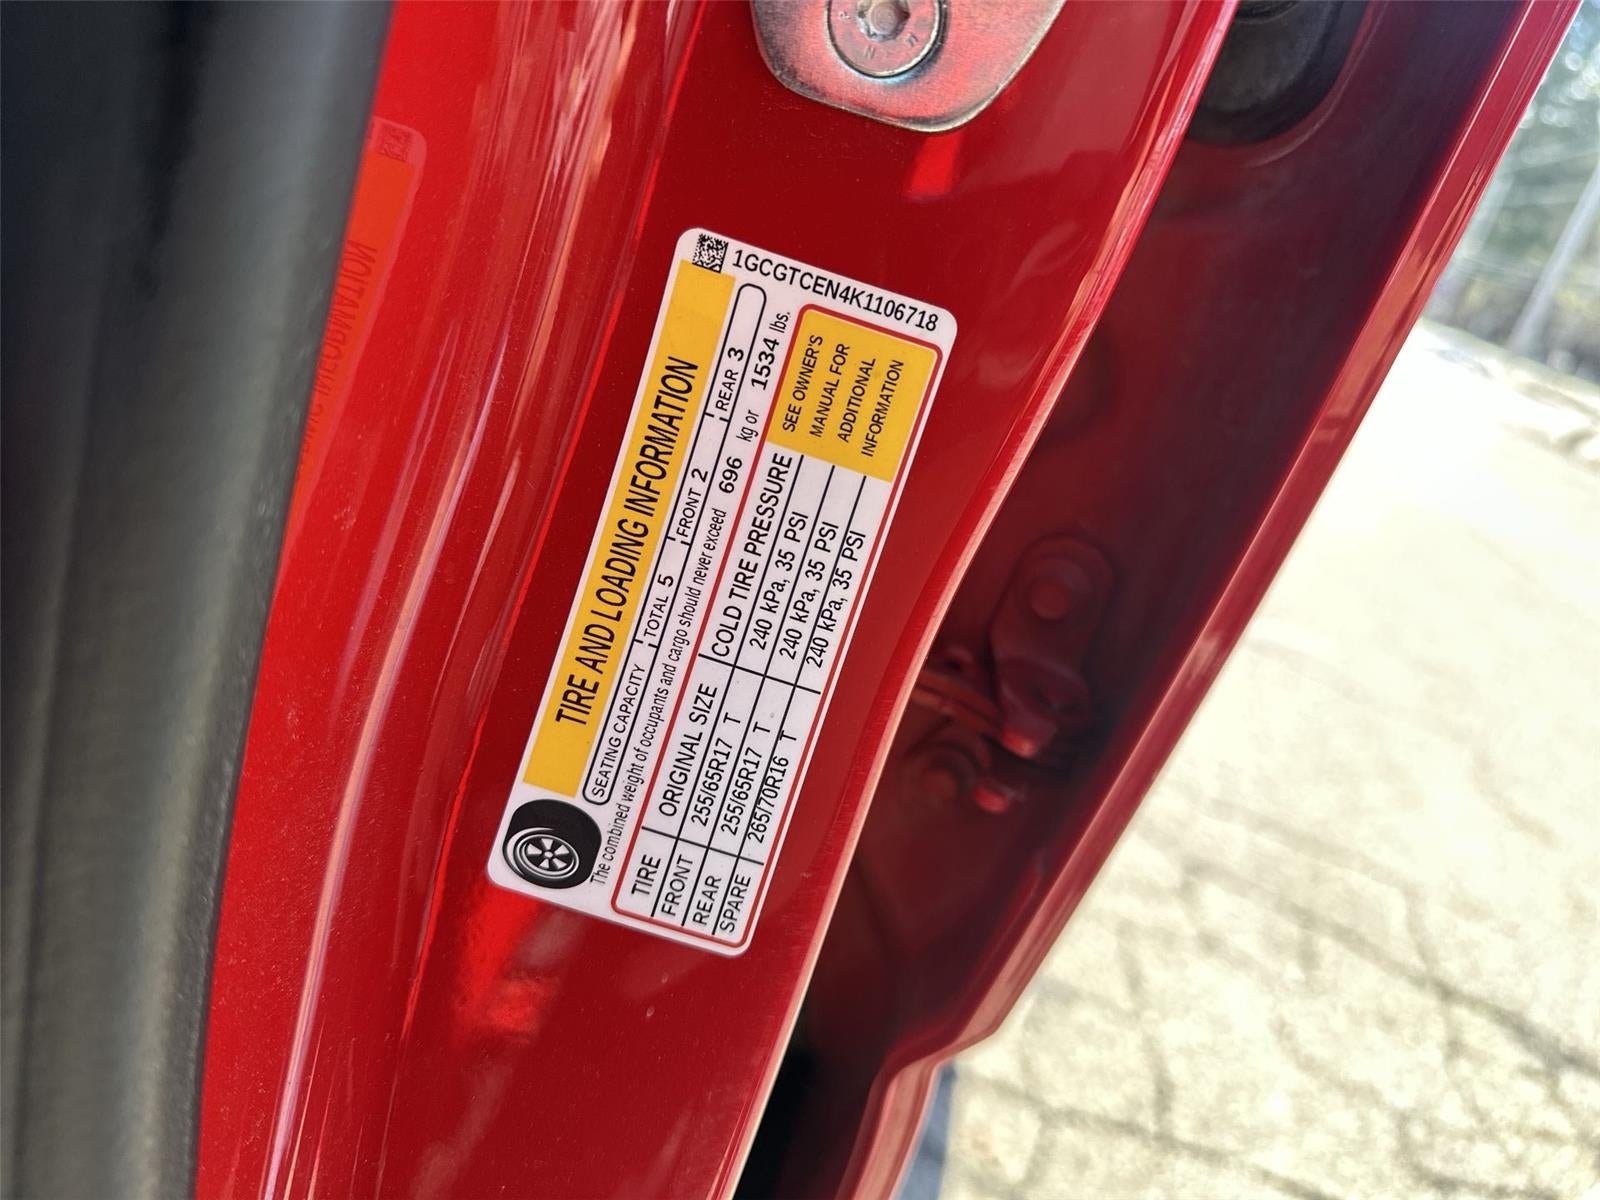 1GCGTCEN4K1106718
TIRE AND LOADING INFORMATION
SEATING CAPACITY TOTAL 5 FRONT 2 REAR 3
The combined weight of occupants and cargo should never exceed 696 kg or 1534 lbs.
TIRE ORIGINAL SIZE COLD TIRE PRESSURE
FRONT 255/65R17 T 240 kPa, 35 PSI
REAR 255/65R17 T 240 kPa, 35 PSI
SPARE 265/70R16 T 240 kPa, 35 PSI
SEE OWNER'S
MANUAL FOR
ADDITIONAL
INFORMATION